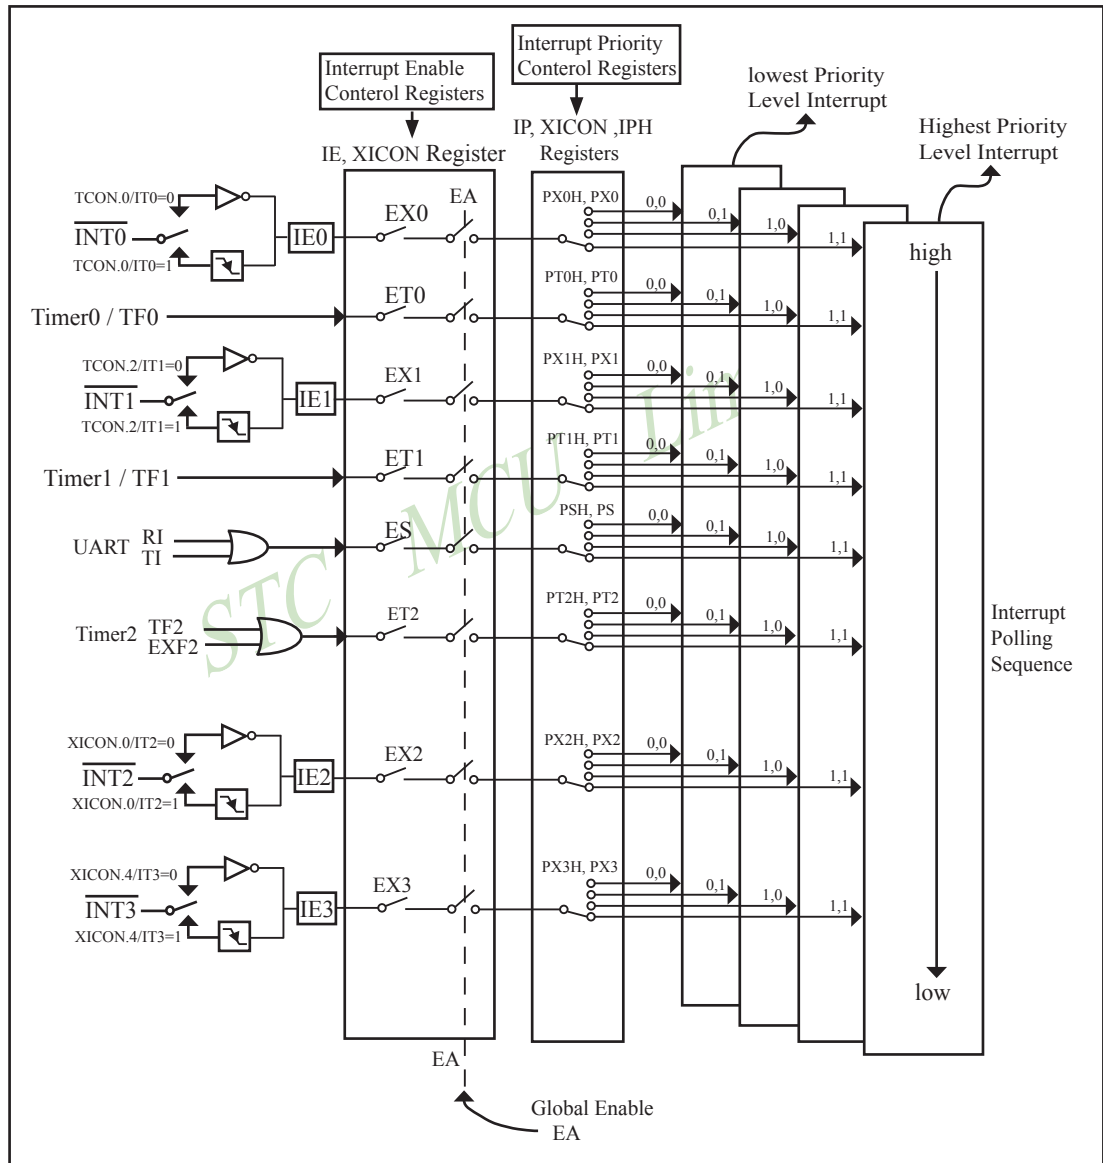 Interrupt Enable
Conterol Registers
Interrupt Priority
Conterol Registers
lowest Priority
Level Interrupt
Highest Priority
Level Interrupt
IE, XICON Register
IP, XICON ,IPH
Registers
TCON.0/IT0=0
INT0
TCON.0/IT0=1
IE0
EX0
EA
PX0H, PX0
0,0
0,1
1,0
1,1
high
Timer0 / TF0
ET0
PT0H, PT0
0,0
0,1
1,0
1,1
TCON.2/IT1=0
INT1
TCON.2/IT1=1
IE1
EX1
PX1H, PX1
0,0
0,1
1,0
1,1
Timer1 / TF1
ET1
PT1H, PT1
0,0
0,1
1,0
1,1
UART
RI
TI
ES
PSH, PS
0,0
0,1
1,0
1,1
Timer2
TF2
EXF2
ET2
PT2H, PT2
0,0
0,1
1,0
1,1
Interrupt
Polling
Sequence
XICON.0/IT2=0
INT2
XICON.0/IT2=1
IE2
EX2
PX2H, PX2
0,0
0,1
1,0
1,1
XICON.4/IT3=0
INT3
XICON.4/IT3=1
IE3
EX3
PX3H, PX3
0,0
0,1
1,0
1,1
low
EA
Global Enable
EA
STC MCU Lim